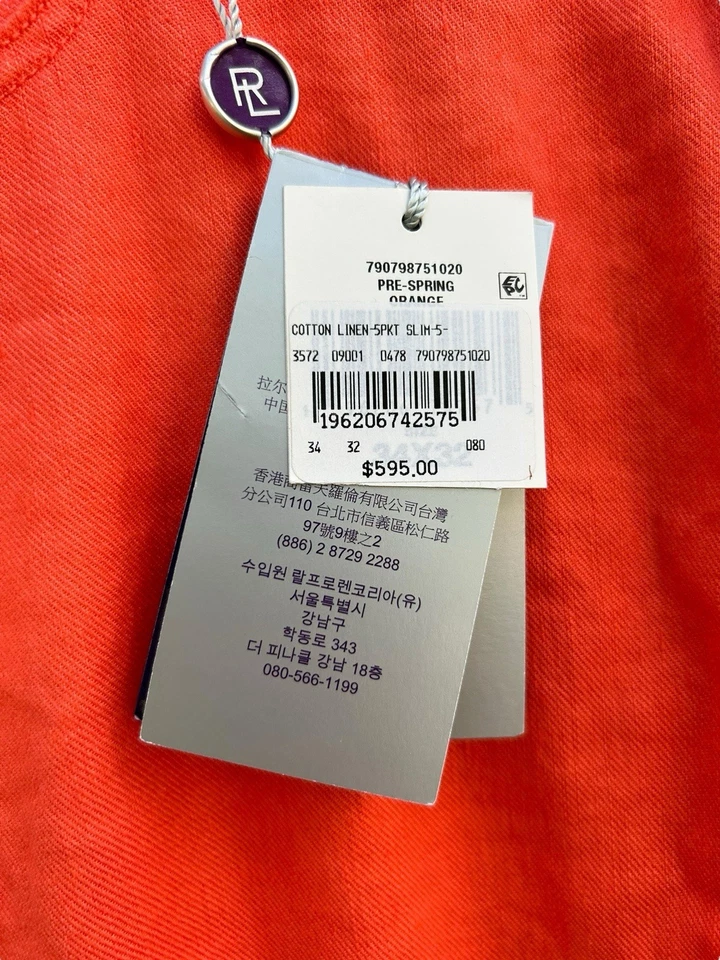 RL
790798751020
PRE-SPRING
ORANGE
EPC
COTTON LINEN-5PKT SLIM-5-
3572 09001 0478 790798751020
196206742575
34 32 080
$595.00
34X32
拉尔
中国
香港商雷夫羅倫有限公司台灣
分公司110 台北市信義區松仁路
97號9樓之2
(886) 2 8729 2288
수입원 랄프로렌코리아(유)
서울특별시
강남구
학동로 343
더 피나클 강남 18층
080-566-1199